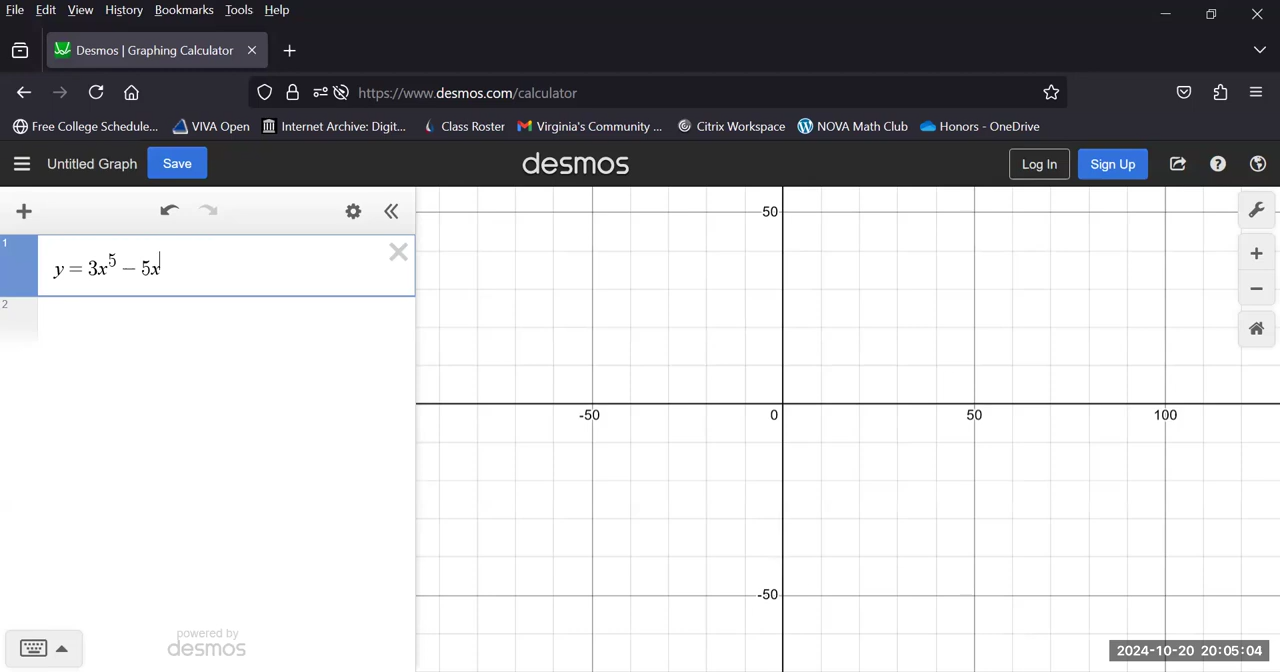 File Edit View History Bookmarks Tools Help
Desmos | Graphing Calculator
https://www.desmos.com/calculator
Free College Schedule... VIVA Open Internet Archive: Digit... Class Roster Virginia's Community ... Citrix Workspace NOVA Math Club Honors - OneDrive
Untitled Graph Save desmos Log In Sign Up
1
y = 3x⁵ − 5x
2
50
-50 0 50 100
-50
powered by
desmos
2024-10-20 20:05:04